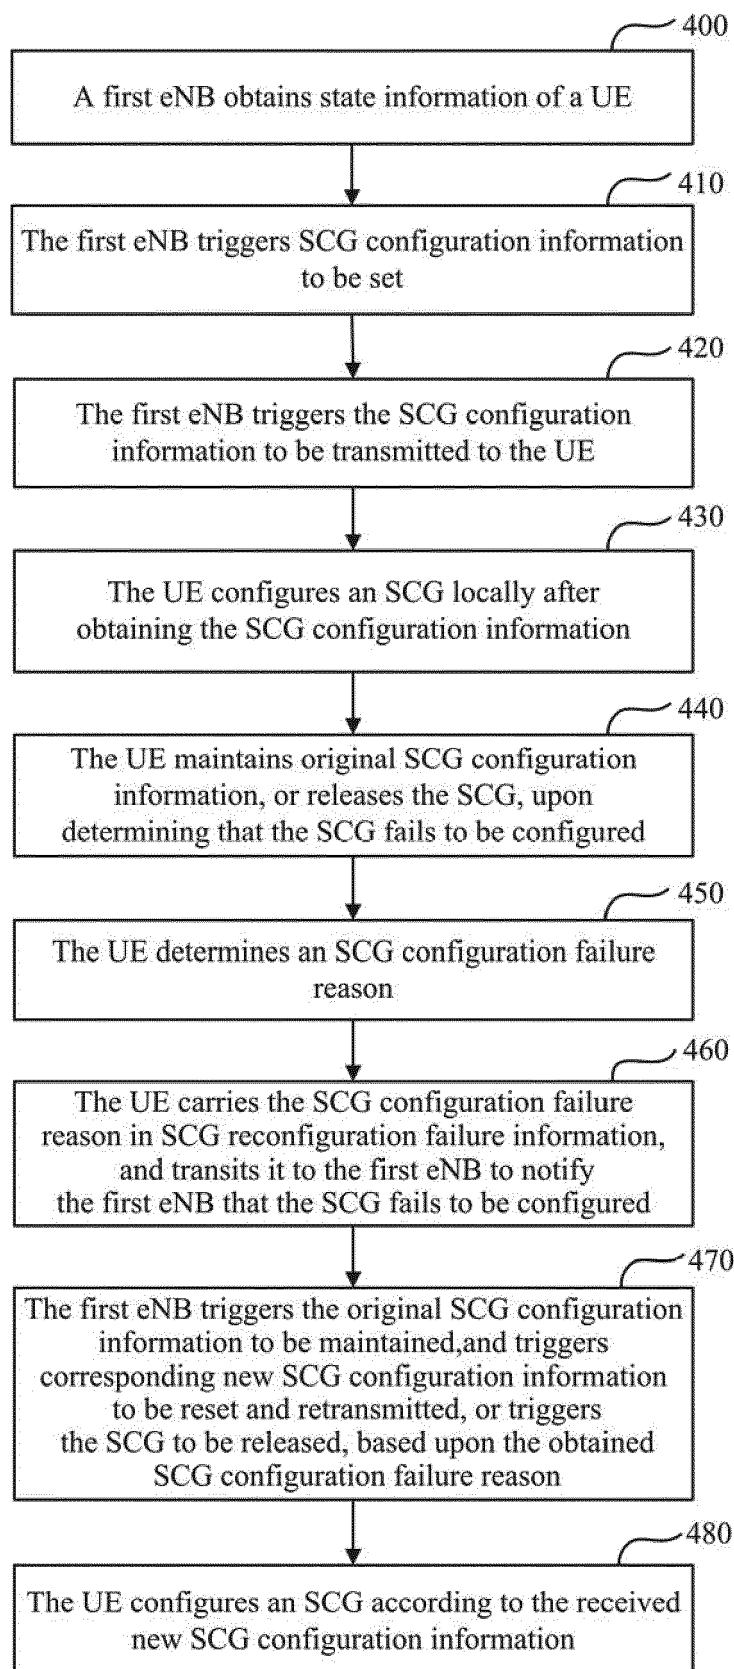 400
A first eNB obtains state information of a UE
410
The first eNB triggers SCG configuration information
to be set
420
The first eNB triggers the SCG configuration
information to be transmitted to the UE
430
The UE configures an SCG locally after
obtaining the SCG configuration information
440
The UE maintains original SCG configuration
information, or releases the SCG, upon
determining that the SCG fails to be configured
450
The UE determines an SCG configuration failure
reason
460
The UE carries the SCG configuration failure
reason in SCG reconfiguration failure information,
and transits it to the first eNB to notify
the first eNB that the SCG fails to be configured
470
The first eNB triggers the original SCG configuration
information to be maintained,and triggers
corresponding new SCG configuration information
to be reset and retransmitted, or triggers
the SCG to be released, based upon the obtained
SCG configuration failure reason
480
The UE configures an SCG according to the received
new SCG configuration information